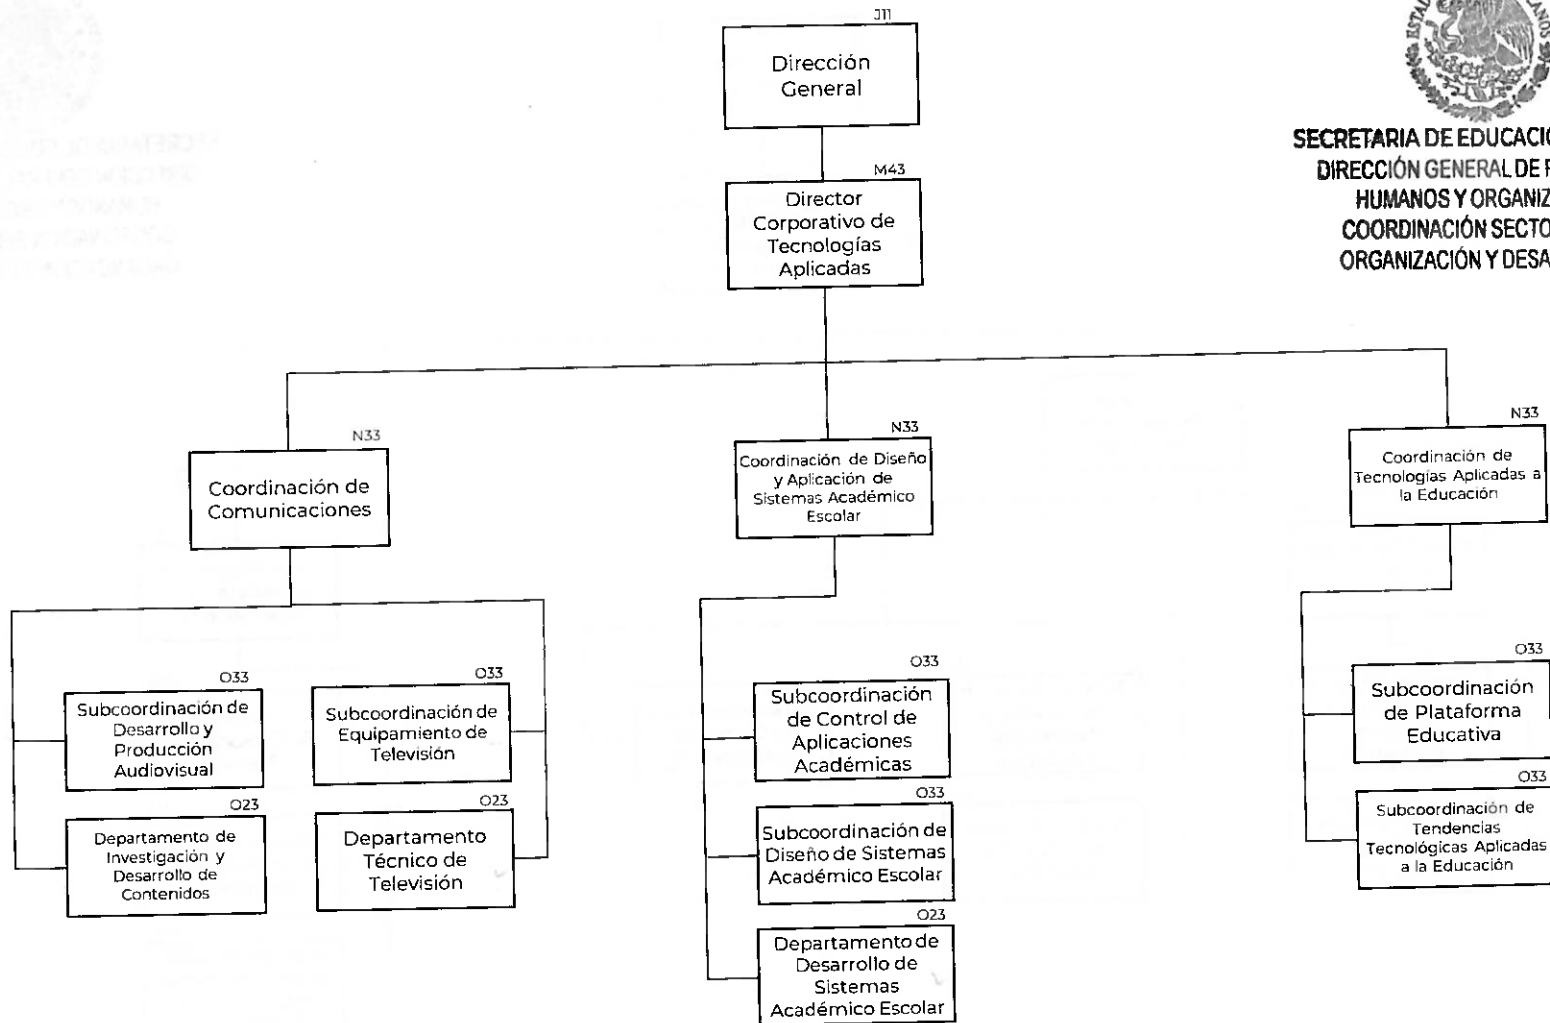 J11
Dirección
General
SECRETARIA DE EDUCACI
DIRECCIÓN GENERAL DE
HUMANOS Y ORGANIZ
COORDINACIÓN SECTO
ORGANIZACIÓN Y DESA
M43
Director
Corporativo de
Tecnologías
Aplicadas
N33
Coordinación de
Comunicaciones
N33
Coordinación de Diseño
y Aplicación de
Sistemas Académico
Escolar
N33
Coordinación de
Tecnologías Aplicadas a
la Educación
O33
Subcoordinación de
Desarrollo y
Producción
Audiovisual
O33
Subcoordinación de
Equipamiento de
Televisión
O23
Departamento de
Investigación y
Desarrollo de
Contenidos
O23
Departamento
Técnico de
Televisión
O33
Subcoordinación
de Control de
Aplicaciones
Académicas
O33
Subcoordinación de
Diseño de Sistemas
Académico Escolar
O23
Departamento de
Desarrollo de
Sistemas
Académico Escolar
O33
Subcoordinación
de Plataforma
Educativa
O33
Subcoordinación de
Tendencias
Tecnológicas Aplicadas
a la Educación